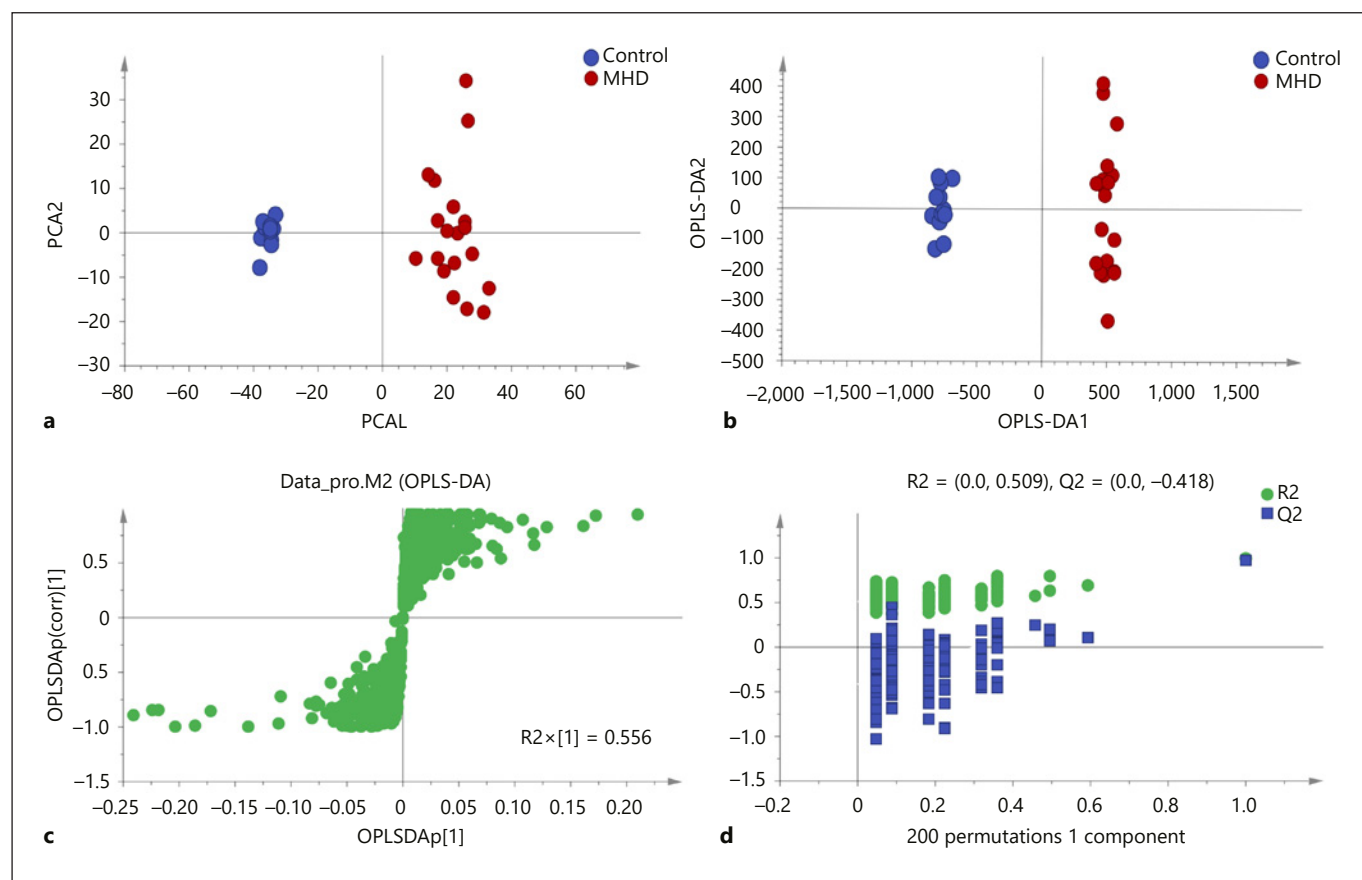 Control
MHD
30
20
10
0
–10
–20
–30
PCA2
–80 –60 –40 –20 0 20 40 60
PCAL
a
Control
MHD
400
300
200
100
0
–100
–200
–300
–400
–500
OPLS-DA2
–2,000 –1,500 –1,000 –500 0 500 1,000 1,500
OPLS-DA1
b
Data_pro.M2 (OPLS-DA)
0.5
0
0.5
–1.0
–1.5
OPLSDAp(corr)[1]
R2×[1] = 0.556
–0.25 –0.20 –0.15 –0.10 –0.05 0 0.05 0.10 0.15 0.20
OPLSDAp[1]
c
R2 = (0.0, 0.509), Q2 = (0.0, –0.418)
R2
Q2
1.0
0.5
0
–0.5
–1.0
–1.5
–0.2 0 0.2 0.4 0.6 0.8 1.0
200 permutations 1 component
d